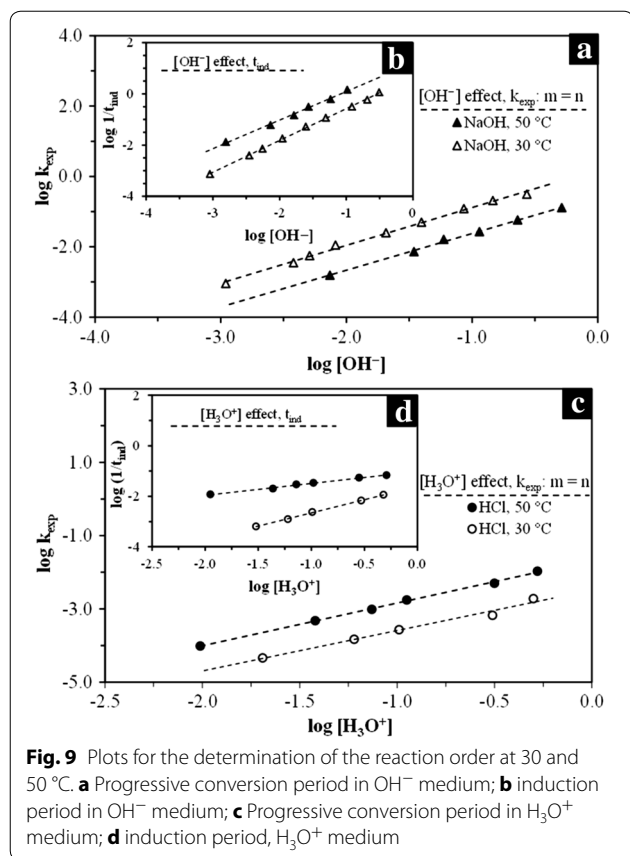 4.0
2.0
0.0
-2.0
-4.0
log k_exp
-4.0 -3.0 -2.0 -1.0 0.0
log [OH⁻]
a
[OH⁻] effect, k_exp: m = n
NaOH, 50 °C
NaOH, 30 °C
b
[OH⁻] effect, t_ind
2
0
-2
-4
log 1/t_ind
-4 -3 -2 -1 0
log [OH−]
3.0
1.0
-1.0
-3.0
-5.0
log k_exp
-2.5 -2.0 -1.5 -1.0 -0.5 0.0
log [H₃O⁺]
c
[H₃O⁺] effect, k_exp: m = n
HCl, 50 °C
HCl, 30 °C
d
[H₃O⁺] effect, t_ind
2
0
-2
-4
log (1/t_ind)
-2.5 -2.0 -1.5 -1.0 -0.5 0.0
log [H₃O⁺]
Fig. 9 Plots for the determination of the reaction order at 30 and
50 °C. a Progressive conversion period in OH⁻ medium; b induction
period in OH⁻ medium; c Progressive conversion period in H₃O⁺
medium; d induction period, H₃O⁺ medium